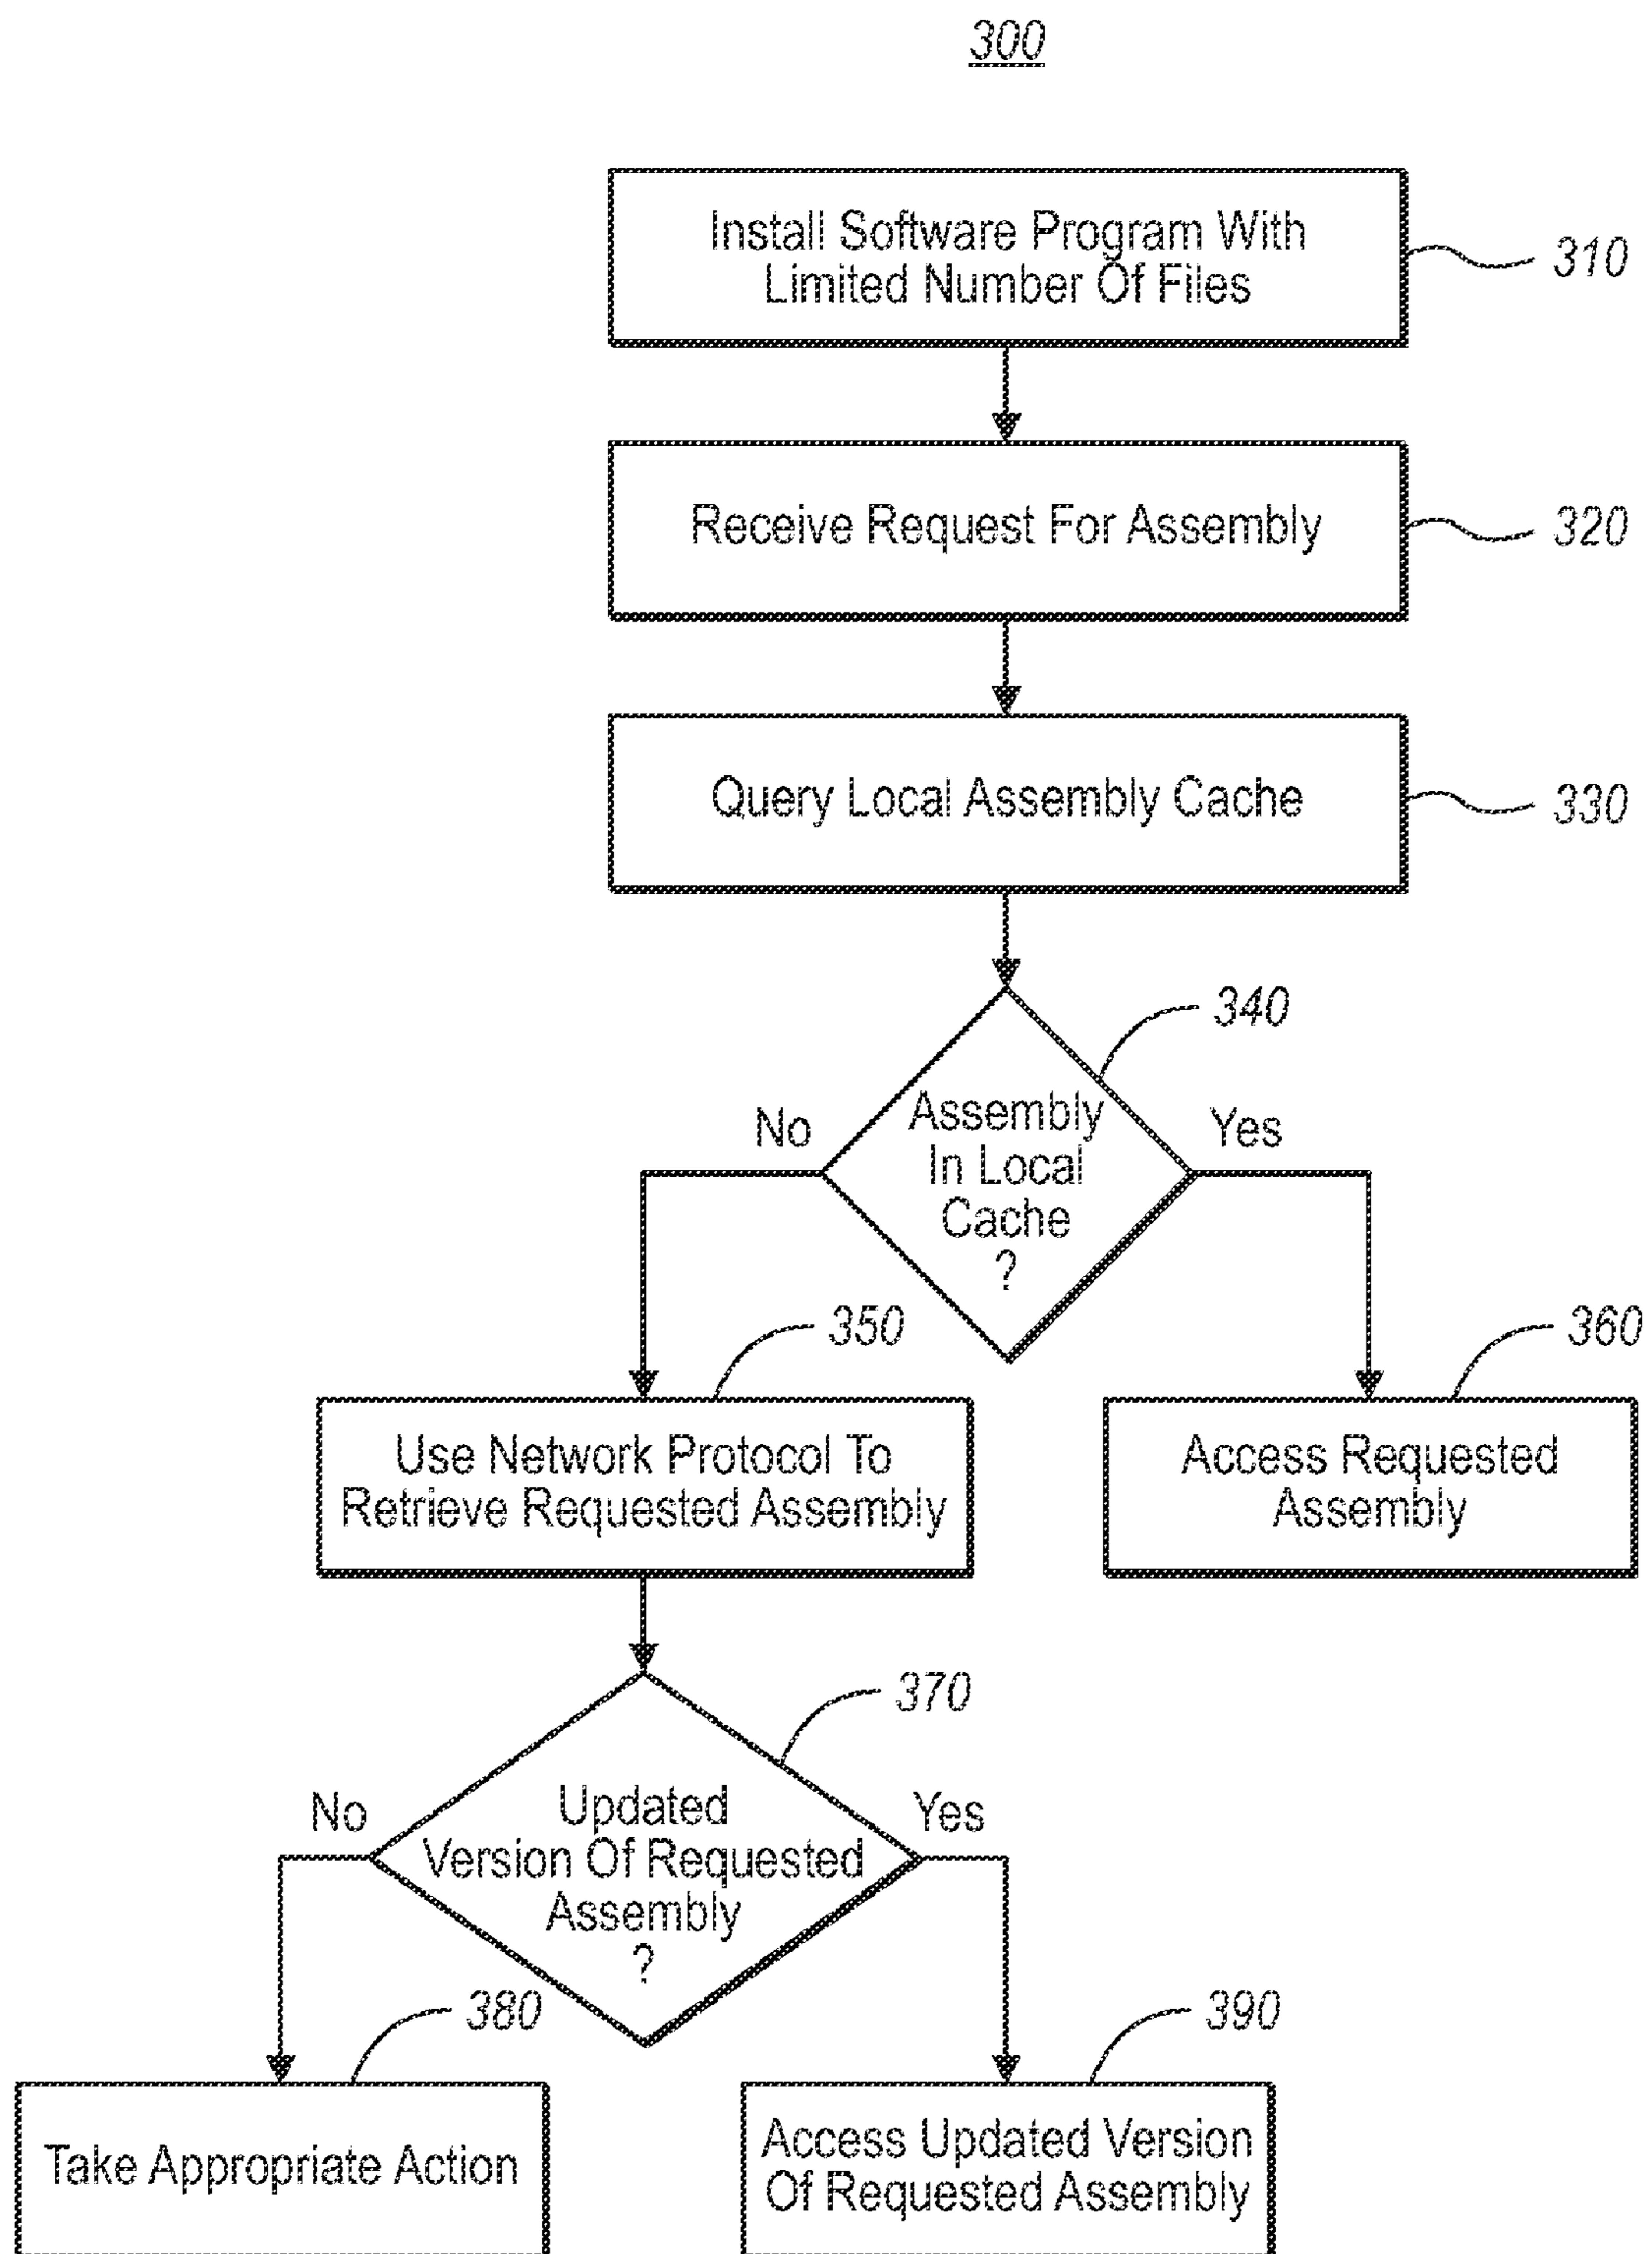 300
Install Software Program With
Limited Number Of Files
310
Receive Request For Assembly
320
Query Local Assembly Cache
330
340
Assembly
In Local
Cache
?
No
Yes
350
360
Use Network Protocol To
Retrieve Requested Assembly
Access Requested
Assembly
370
Updated
Version Of Requested
Assembly
?
No
Yes
380
390
Take Appropriate Action
Access Updated Version
Of Requested Assembly